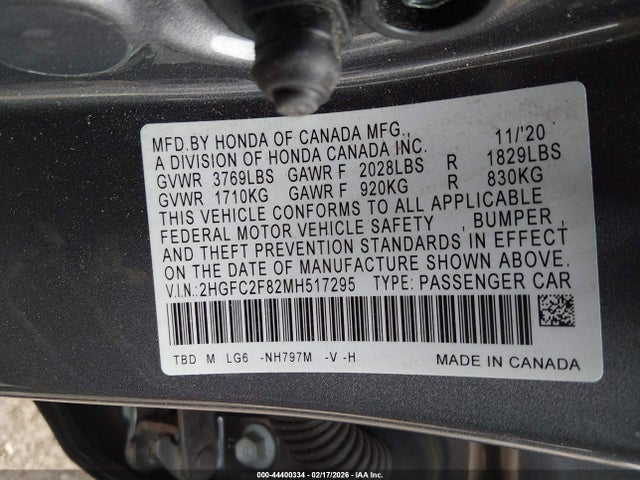 MFD.BY HONDA OF CANADA MFG., 11/'20
A DIVISION OF HONDA CANADA INC.
GVWR 3769LBS GAWR F 2028LBS R 1829LBS
GVWR 1710KG GAWR F 920KG R 830KG
THIS VEHICLE CONFORMS TO ALL APPLICABLE
FEDERAL MOTOR VEHICLE SAFETY , BUMPER ,
AND THEFT PREVENTION STANDARDS IN EFFECT
ON THE DATE OF MANUFACTURE SHOWN ABOVE.
V.I.N.:2HGFC2F82MH517295 TYPE: PASSENGER CAR
TBD M LG6 -NH797M -V -H MADE IN CANADA
000-44400334 - 02/17/2026 - IAA Inc.